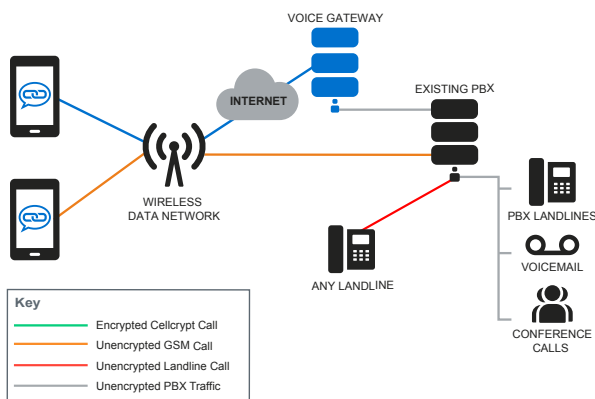 VOICE GATEWAY
INTERNET
EXISTING PBX
WIRELESS
DATA NETWORK
PBX LANDLINES
ANY LANDLINE
VOICEMAIL
CONFERENCE
CALLS
Key
Encrypted Cellcrypt Call
Unencrypted GSM Call
Unencrypted Landline Call
Unencrypted PBX Traffic